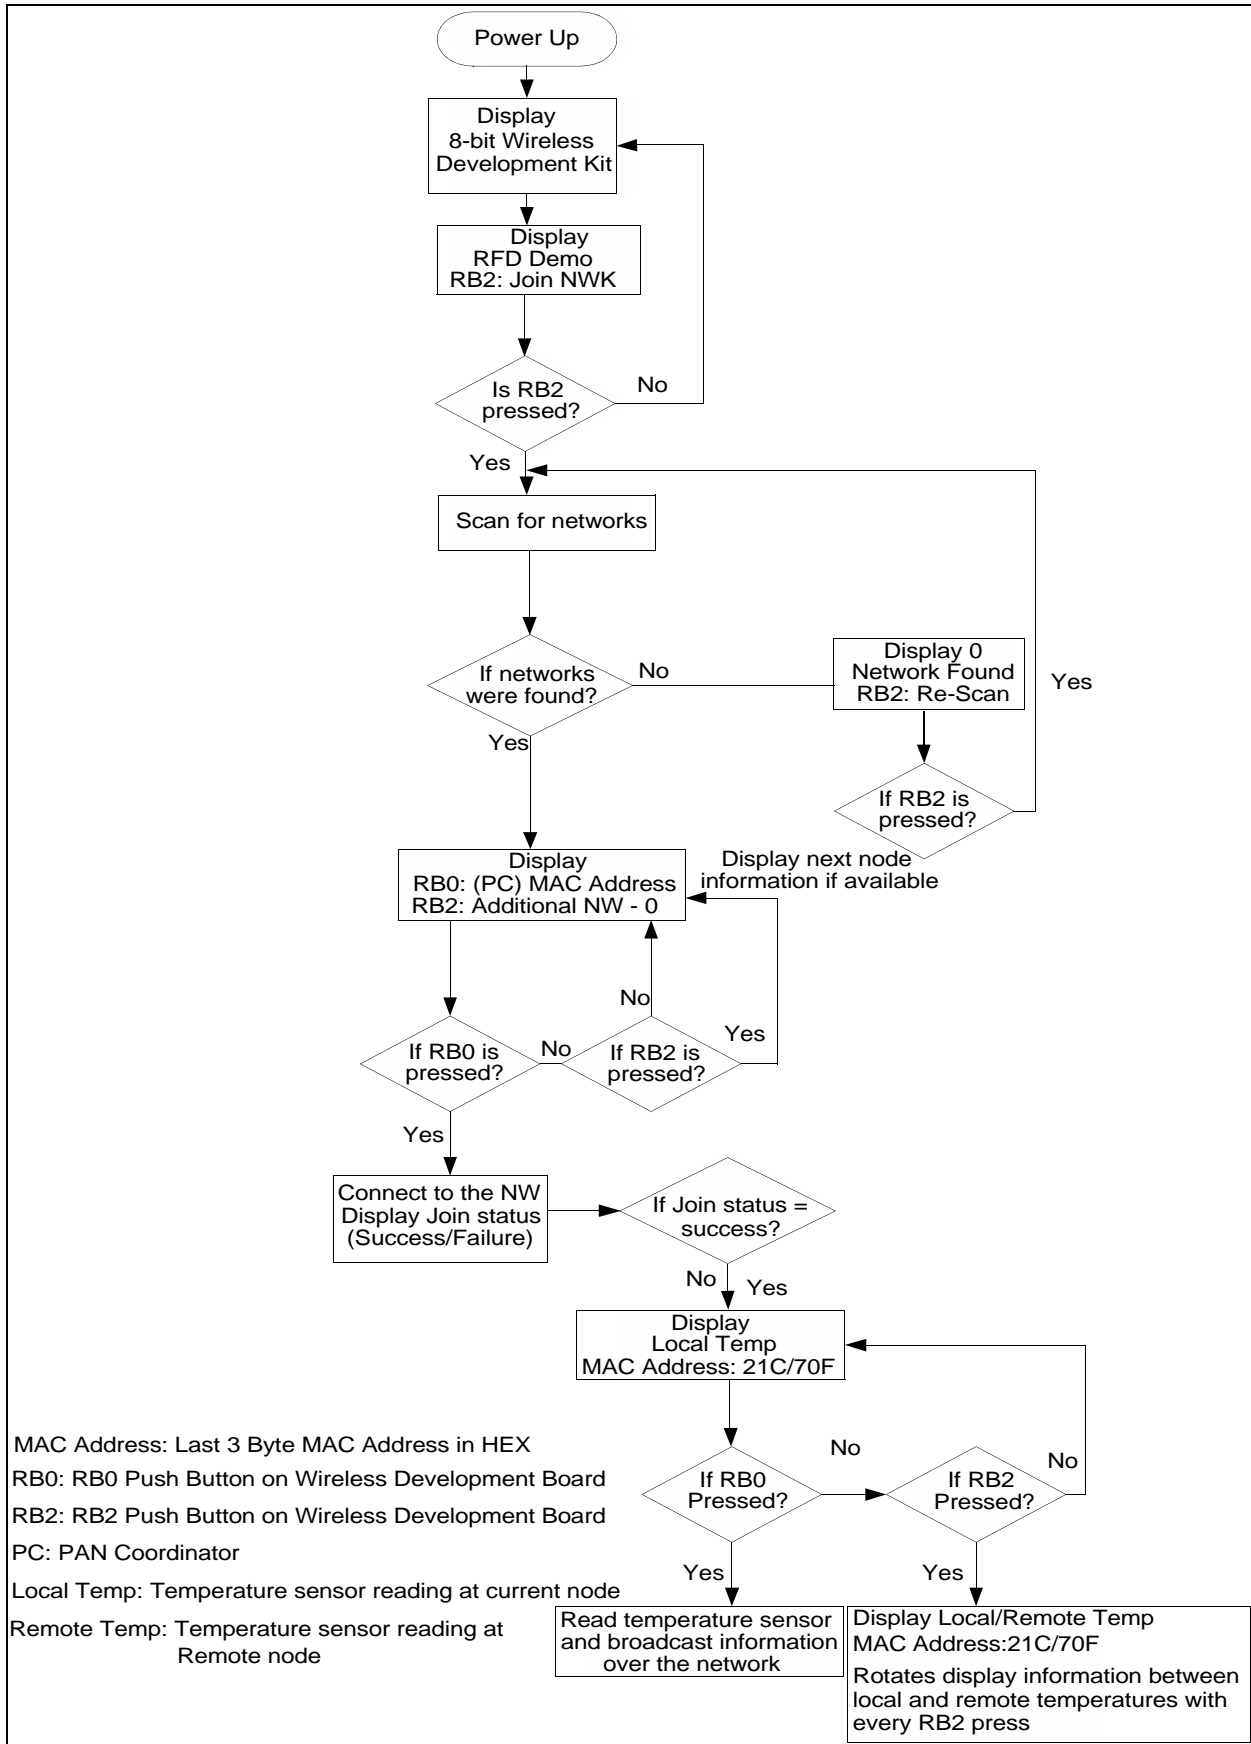 Power Up
Display
8-bit Wireless
Development Kit
Display
RFD Demo
RB2: Join NWK
Is RB2
pressed?
No
Yes
Scan for networks
If networks
were found?
No
Display 0
Network Found
RB2: Re-Scan
Yes
Yes
If RB2 is
pressed?
Display
RB0: (PC) MAC Address
RB2: Additional NW - 0
Display next node
information if available
No
Yes
If RB0 is
pressed?
No
If RB2 is
pressed?
Yes
Connect to the NW
Display Join status
(Success/Failure)
If Join status =
success?
No
Yes
Display
Local Temp
MAC Address: 21C/70F
If RB0
Pressed?
No
If RB2
Pressed?
No
Yes
Yes
Read temperature sensor
and broadcast information
over the network
Display Local/Remote Temp
MAC Address:21C/70F
Rotates display information between
local and remote temperatures with
every RB2 press
MAC Address: Last 3 Byte MAC Address in HEX
RB0: RB0 Push Button on Wireless Development Board
RB2: RB2 Push Button on Wireless Development Board
PC: PAN Coordinator
Local Temp: Temperature sensor reading at current node
Remote Temp: Temperature sensor reading at
Remote node